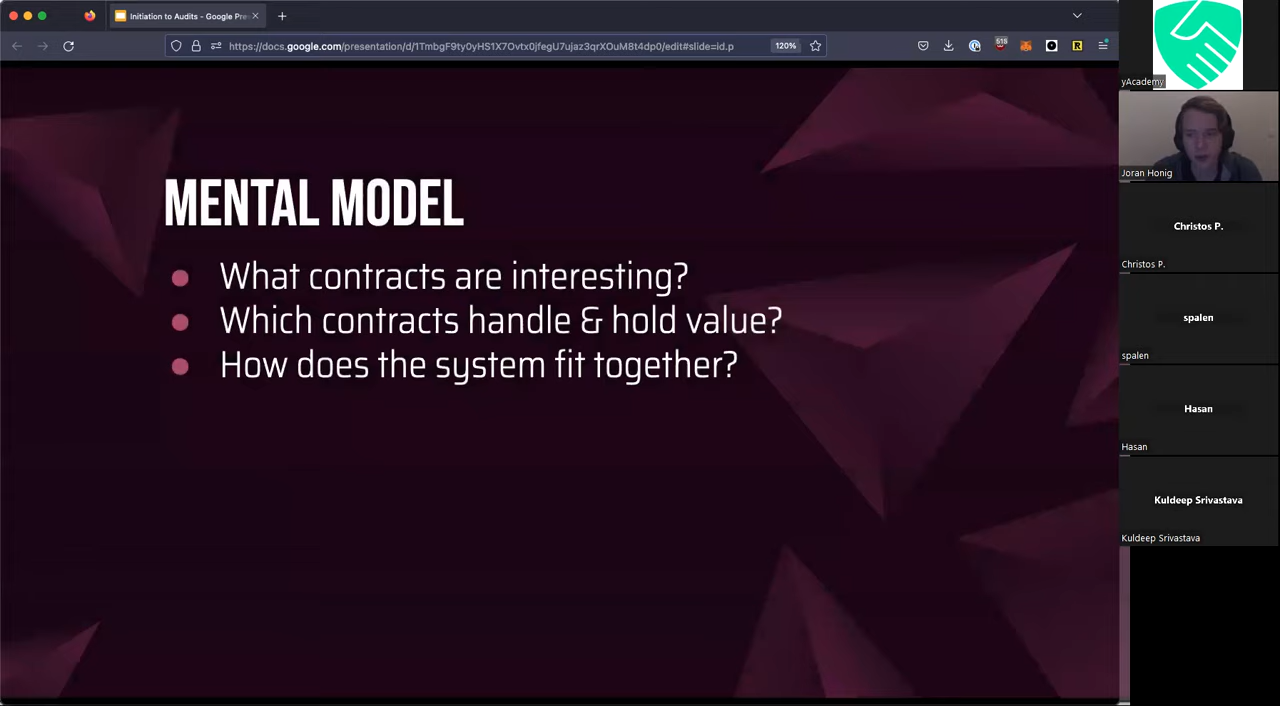 Initiation to Audits - Google Pre
https://docs.google.com/presentation/d/1TmbgF9ty0yHS1X7Ovtx0jfegU7ujaz3qrXOuMBt4dp0/edit#slide=id.p
120%
518
MENTAL MODEL
What contracts are interesting?
Which contracts handle & hold value?
How does the system fit together?
yAcademy
Joran Honig
Christos P.
Christos P.
spalen
spalen
Hasan
Hasan
Kuldeep Srivastava
Kuldeep Srivastava